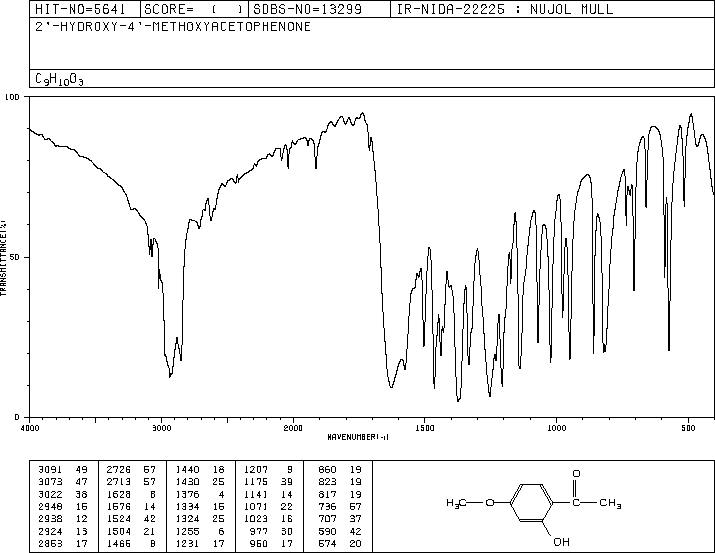 HIT-NO=5641 SCORE= ( ) SDBS-NO=13299 IR-NIDA-22225 : NUJOL MULL
2'-HYDROXY-4'-METHOXYACETOPHENONE
C9H10O3
100
50
0
TRANSMITTANCE(%)
4000 3000 2000 1500 1000 500
WAVENUMBER(-1)
3091 49 2726 57 1440 18 1207 9 860 19
3073 47 2713 57 1430 25 1175 39 823 19
3022 38 1628 8 1376 4 1141 14 817 19
2948 15 1576 14 1334 15 1071 22 736 57
2938 12 1524 42 1324 25 1023 16 707 37
2924 13 1504 21 1255 6 977 30 590 42
2853 17 1466 8 1231 17 950 17 574 20
O
H3C O C CH3
OH